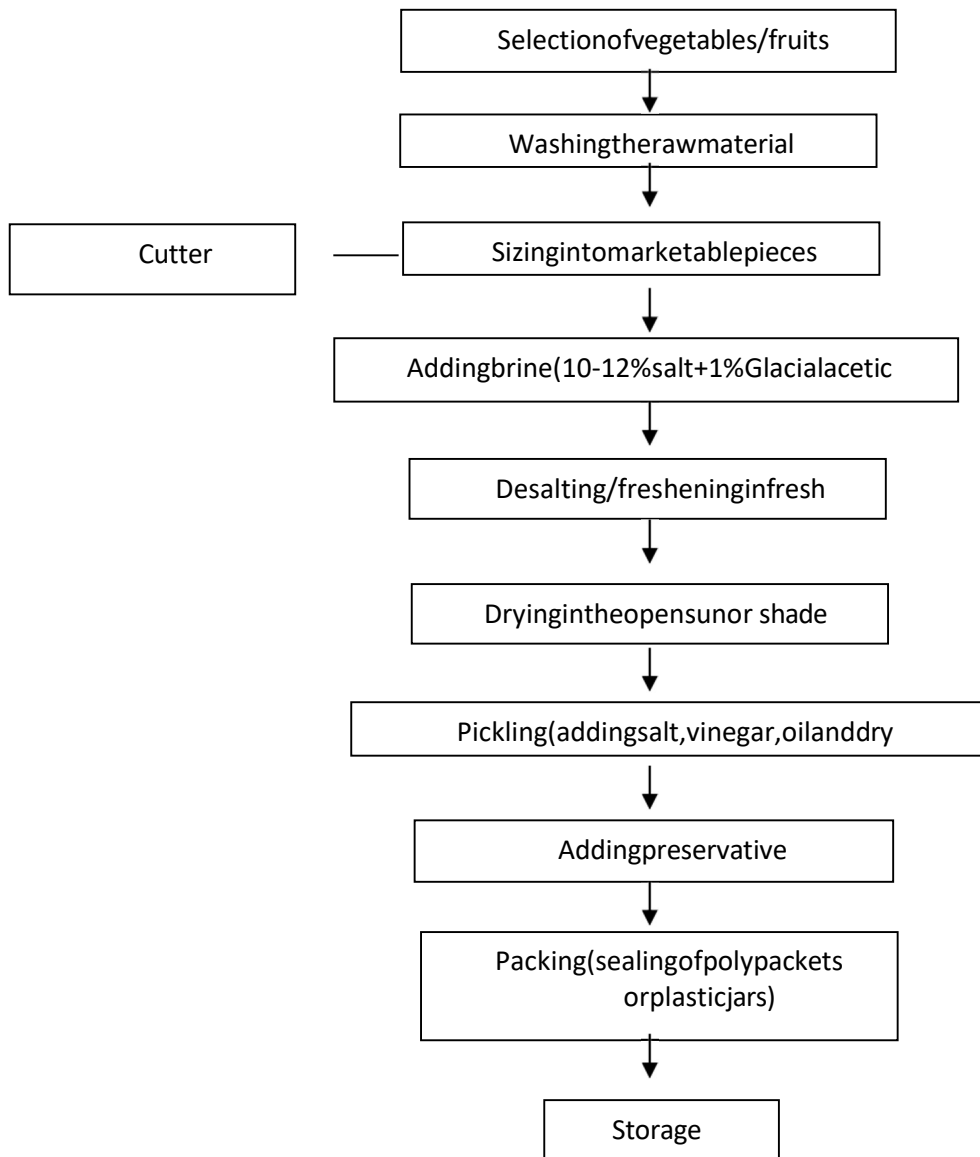 Selectionofvegetables/fruits
Washingtherawmaterial
Cutter
Sizingintomarketablepieces
Addingbrine(10-12%salt+1%Glacialacetic
Desalting/fresheninginfresh
Dryingintheopensunor shade
Pickling(addingsalt,vinegar,oilanddry
Addingpreservative
Packing(sealingofpolypackets
orplasticjars)
Storage